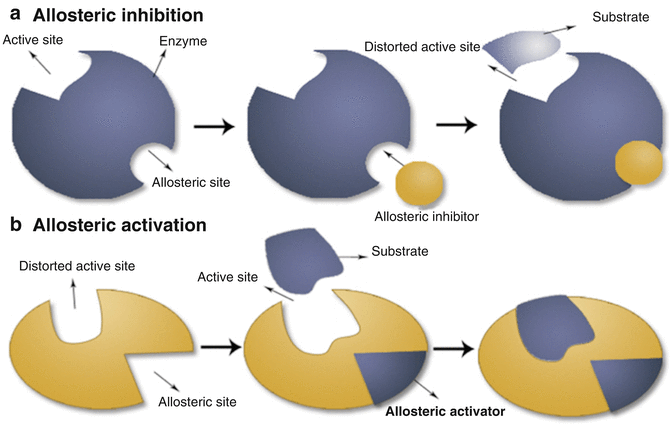 a Allosteric inhibition
Active site
Enzyme
Allosteric site
Allosteric inhibitor
Distorted active site
Substrate
b Allosteric activation
Distorted active site
Allosteric site
Active site
Substrate
Allosteric activator